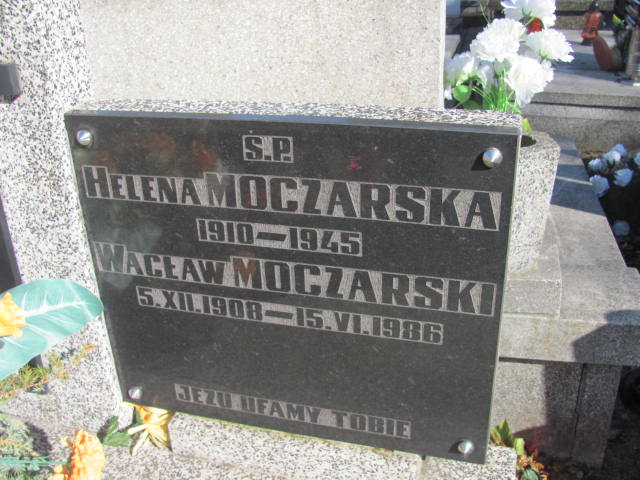 Ś.P.
HELENA MOCZARSKA
1910—1945
WACŁAW MOCZARSKI
5.XII.1908—15.VI.1986
JEZU UFAMY TOBIE